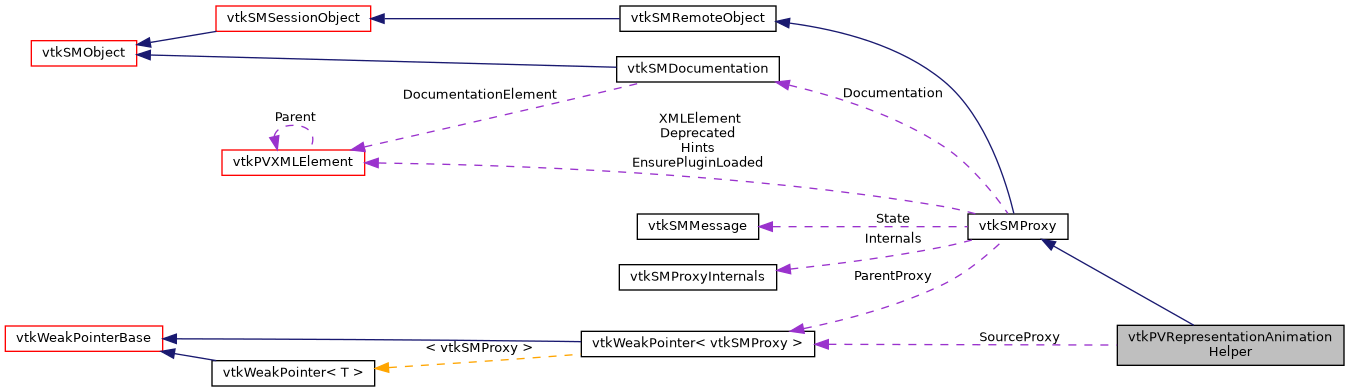 vtkSMSessionObject
vtkSMRemoteObject
vtkSMObject
vtkSMDocumentation
DocumentationElement
Documentation
Parent
XMLElement
Deprecated
Hints
EnsurePluginLoaded
vtkPVXMLElement
vtkSMMessage
State
vtkSMProxy
Internals
vtkSMProxyInternals
ParentProxy
vtkWeakPointerBase
< vtkSMProxy >
vtkWeakPointer< vtkSMProxy >
SourceProxy
vtkPVRepresentationAnimation
Helper
vtkWeakPointer< T >